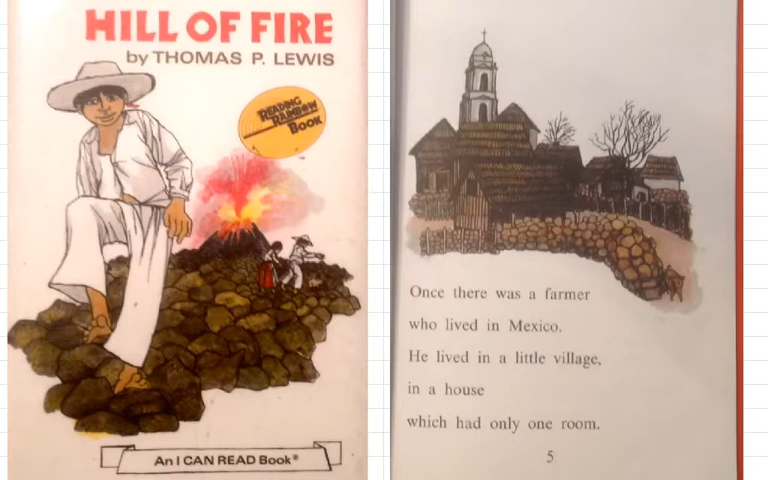 HILL OF FIRE
by THOMAS P. LEWIS
READING
RAINBOW
BOOK
An I CAN READ Book®
Once there was a farmer
who lived in Mexico.
He lived in a little village,
in a house
which had only one room.
5